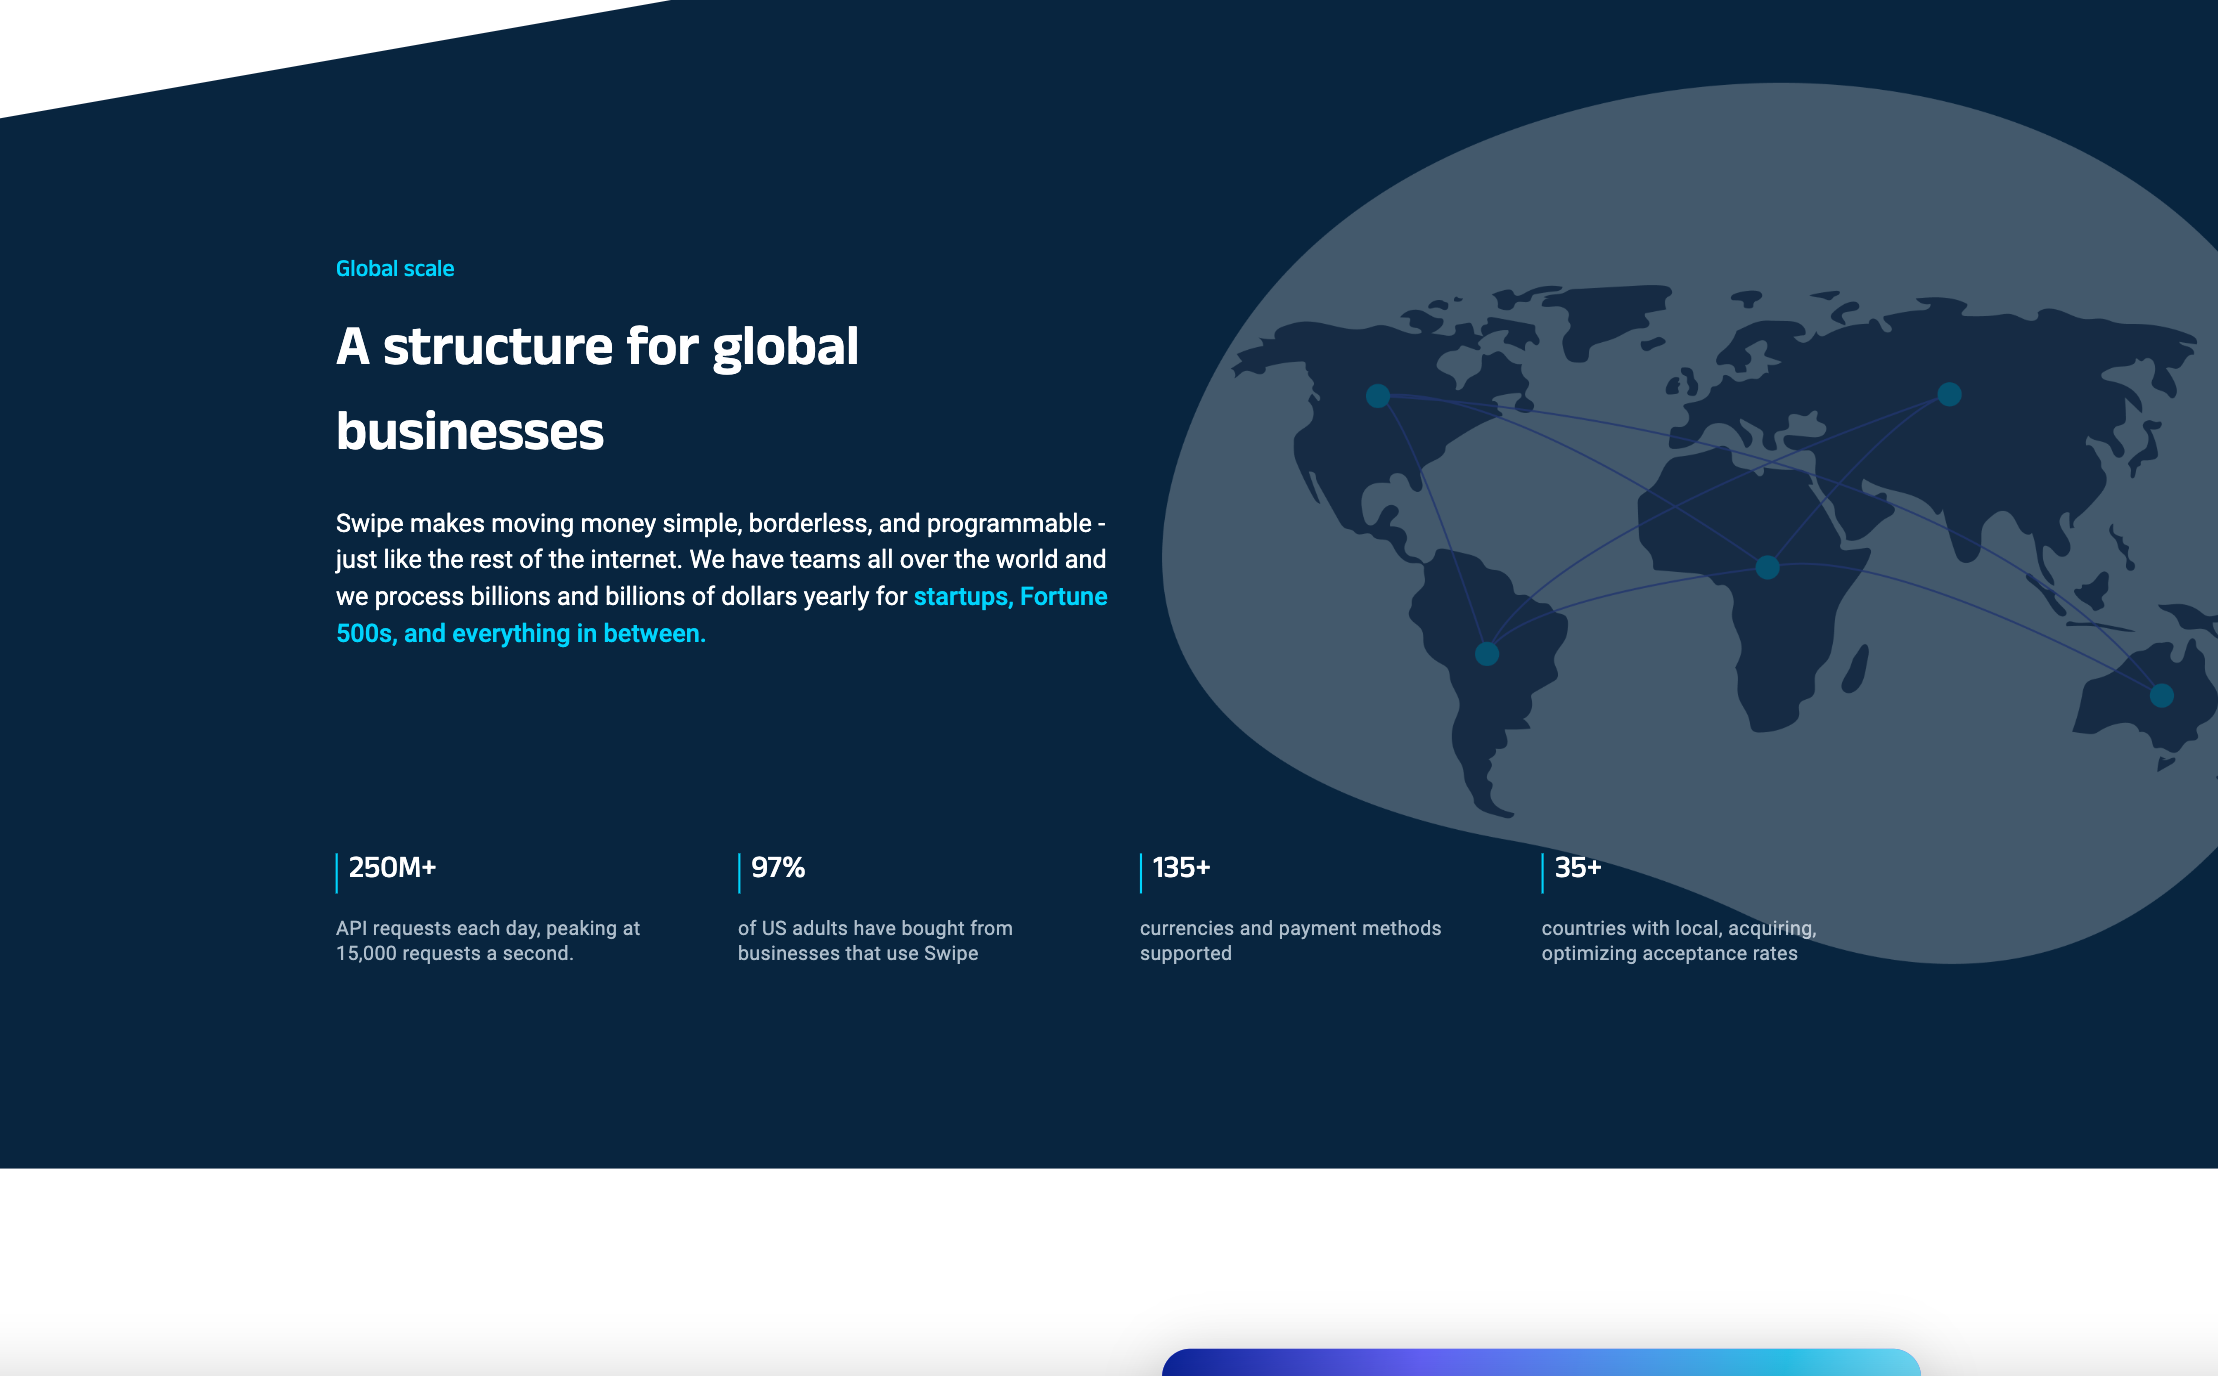 Global scale
A structure for global
businesses
Swipe makes moving money simple, borderless, and programmable -
just like the rest of the internet. We have teams all over the world and
we process billions and billions of dollars yearly for startups, Fortune
500s, and everything in between.
250M+
API requests each day, peaking at
15,000 requests a second.
97%
of US adults have bought from
businesses that use Swipe
135+
currencies and payment methods
supported
35+
countries with local, acquiring,
optimizing acceptance rates